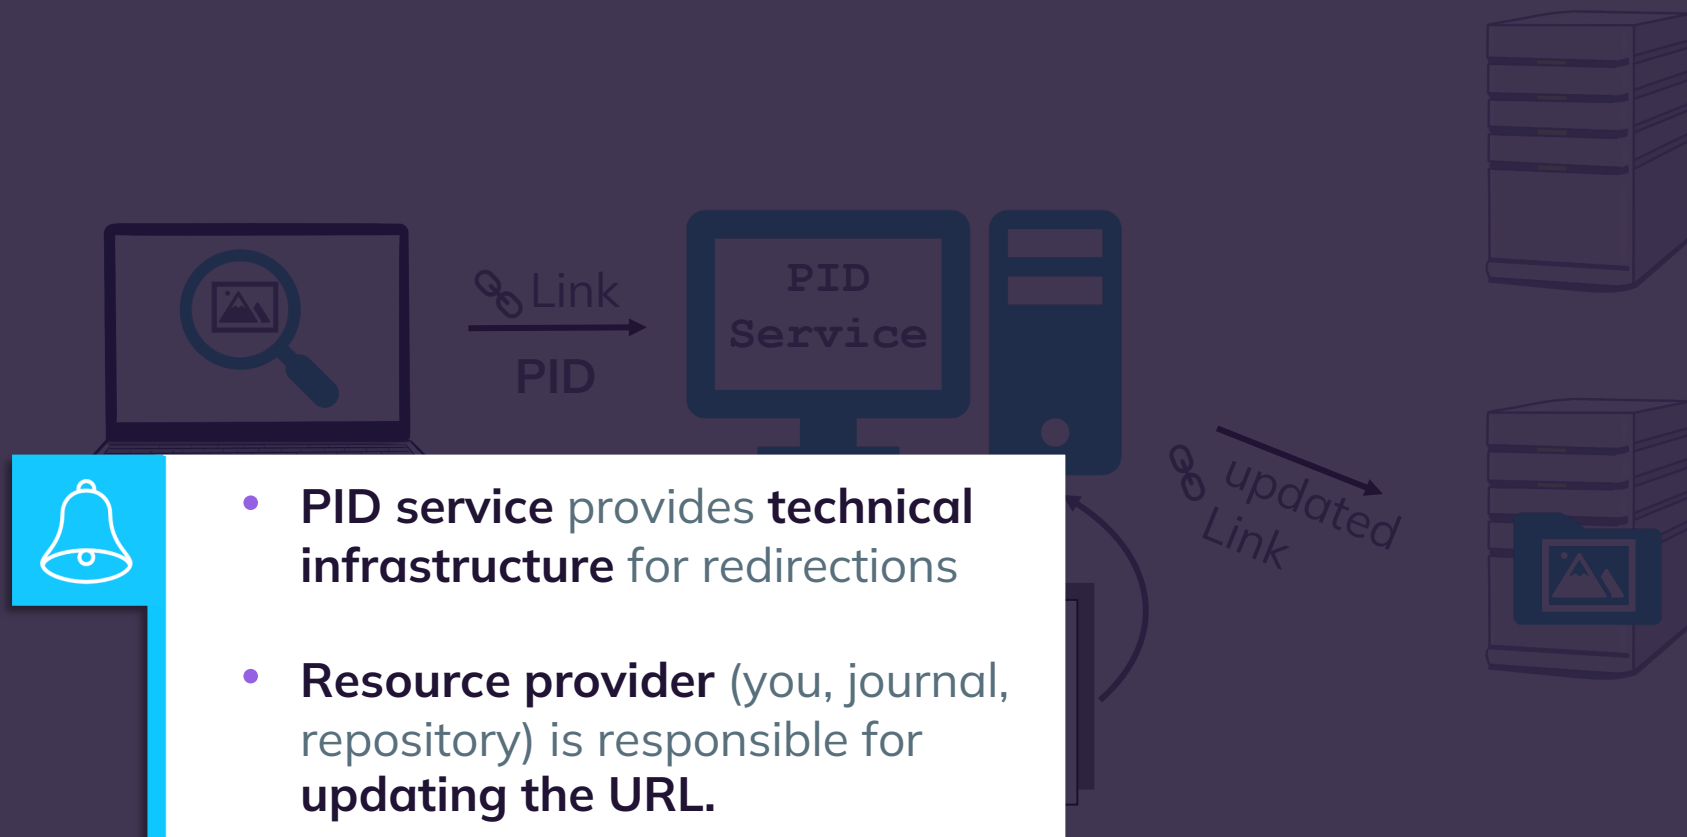 Link
PID
PID
Service
updated
Link
• PID service provides technical
infrastructure for redirections
• Resource provider (you, journal,
repository) is responsible for
updating the URL.